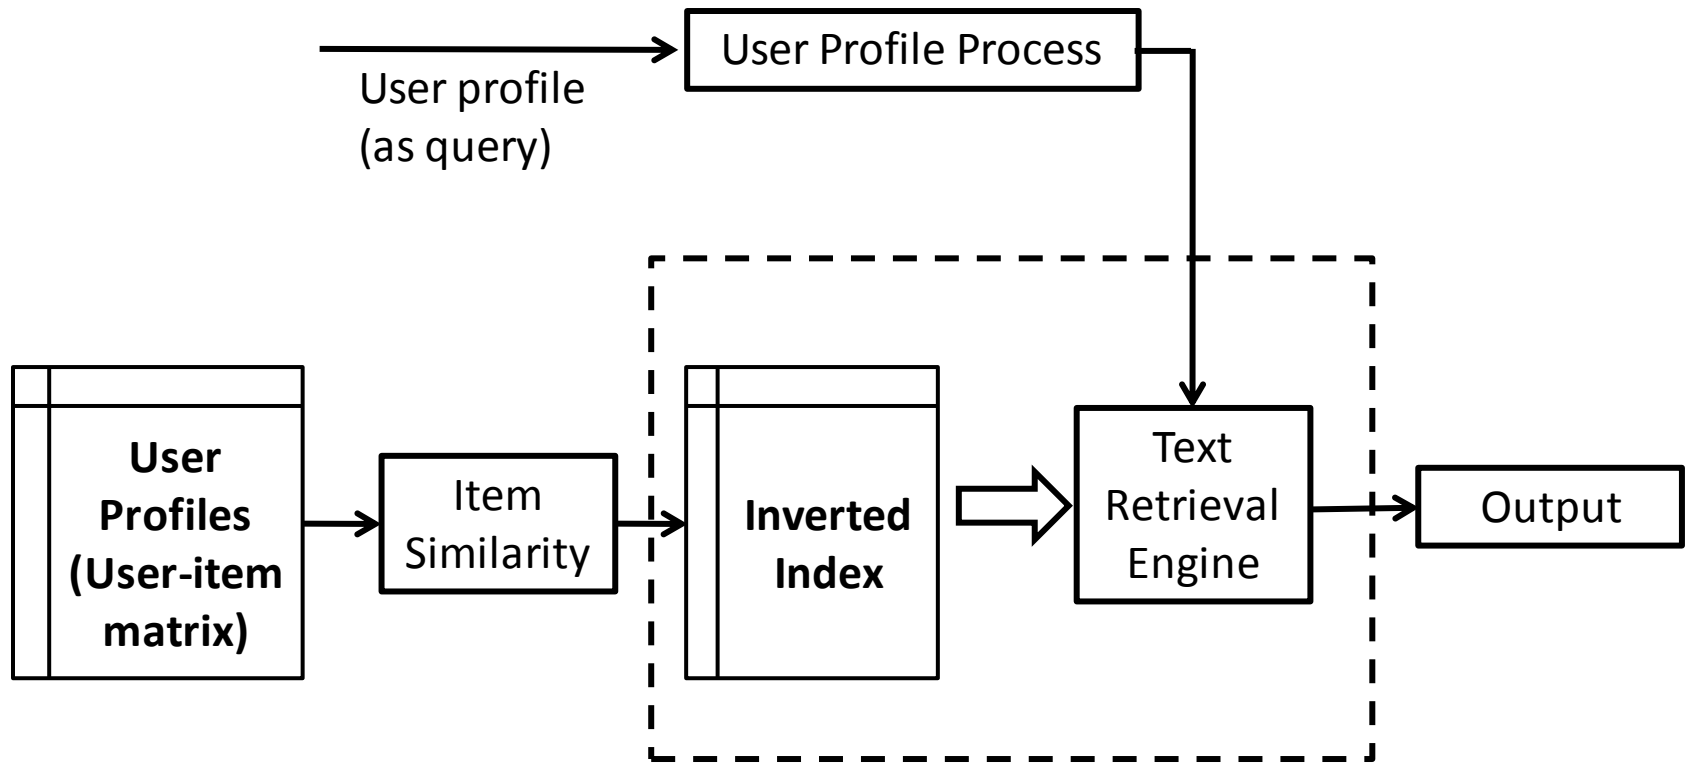 User Profile Process
User profile
(as query)
User
Profiles
(User-item
matrix)
Item
Similarity
Inverted
Index
Text
Retrieval
Engine
Output